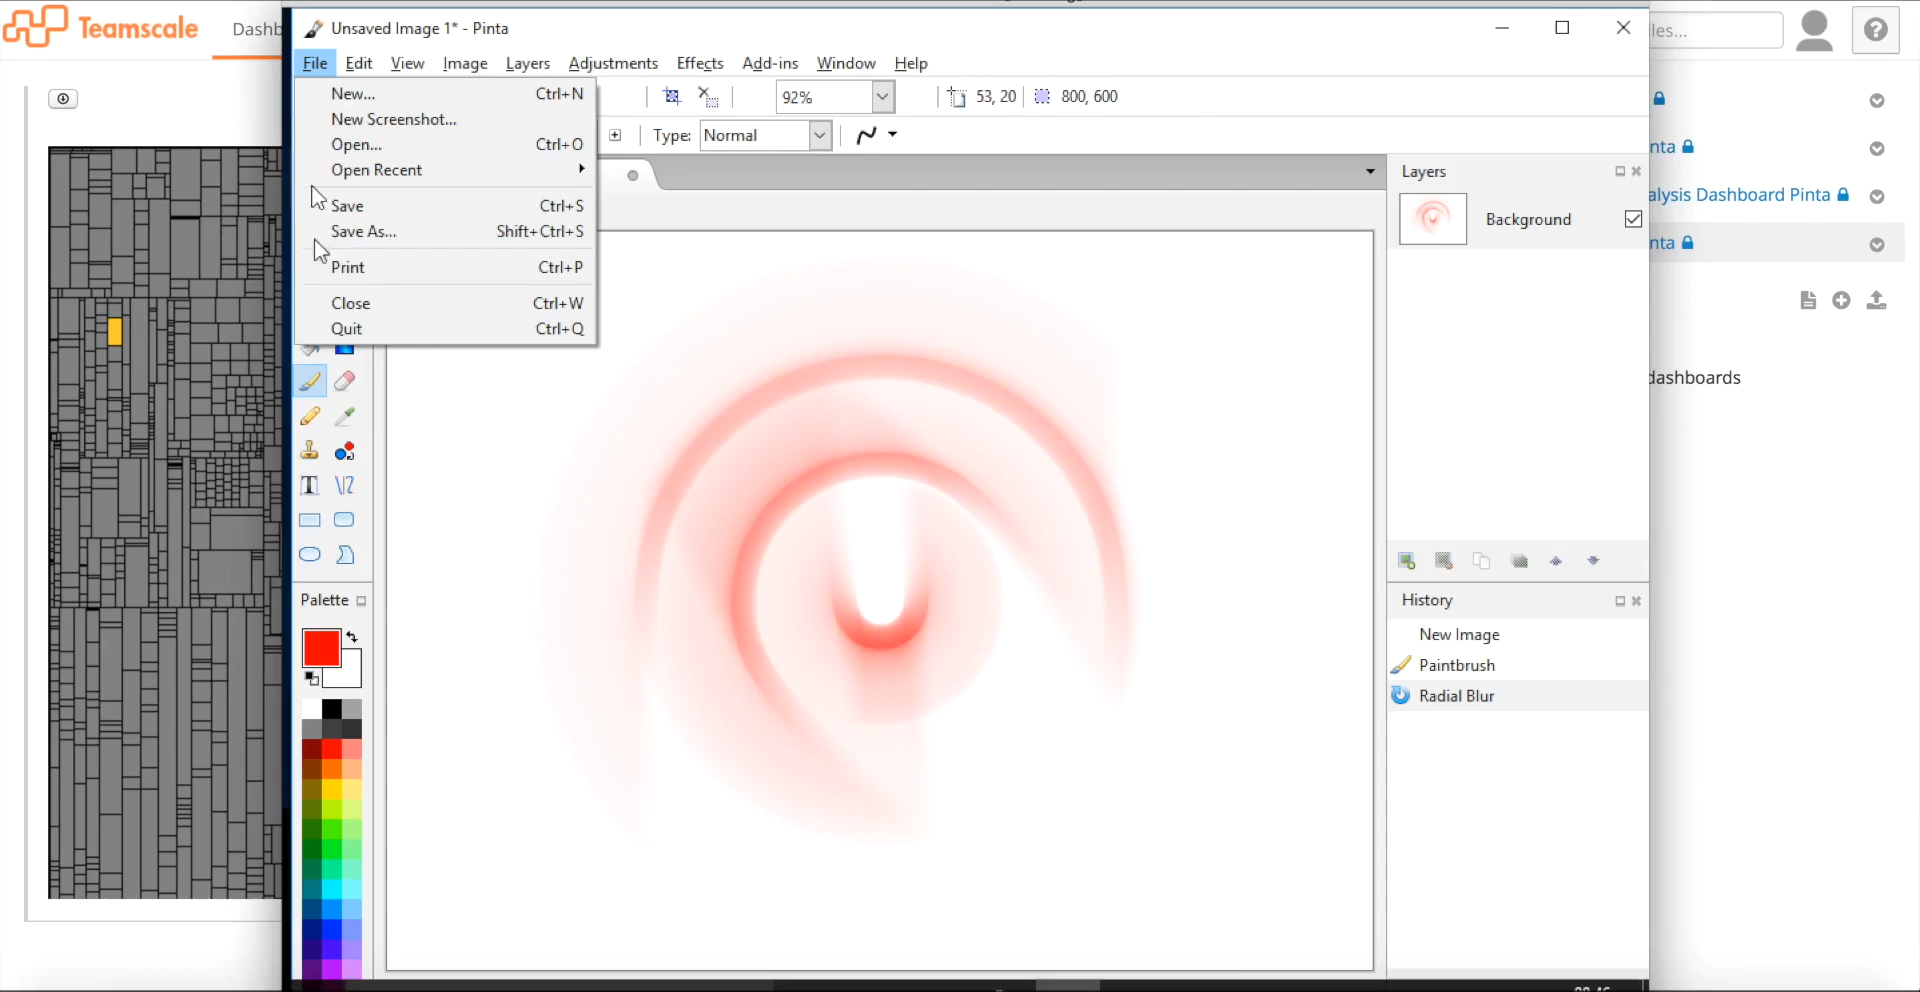 Teamscale
Dashb
Unsaved Image 1* - Pinta
les...
File Edit View Image Layers Adjustments Effects Add-ins Window Help
New... Ctrl+N
New Screenshot...
Open... Ctrl+O
Open Recent
Save Ctrl+S
Save As... Shift+Ctrl+S
Print Ctrl+P
Close Ctrl+W
Quit Ctrl+Q
92%
53, 20
800, 600
Type: Normal
Layers
Background
nta
alysis Dashboard Pinta
nta
dashboards
Palette
History
New Image
Paintbrush
Radial Blur